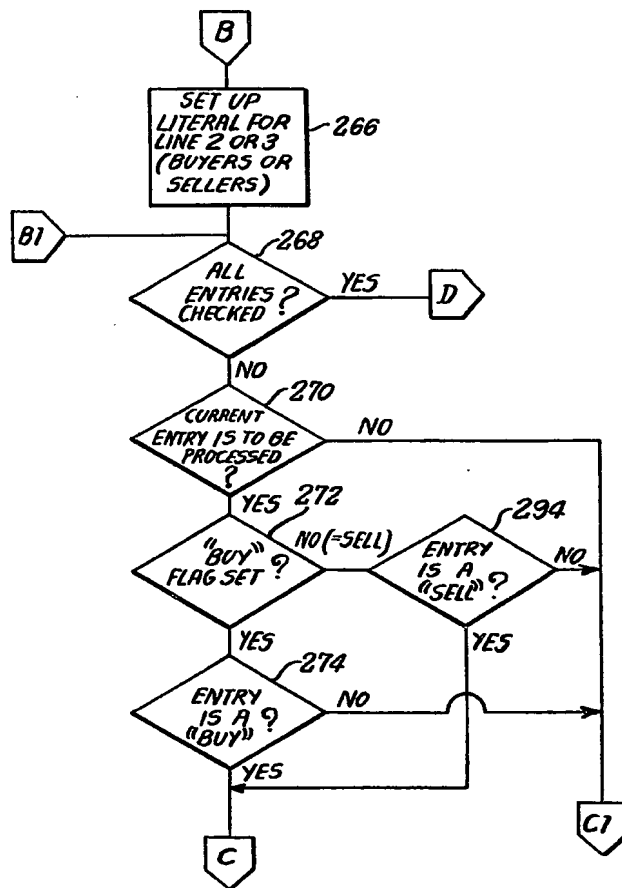 B
SET UP
LITERAL FOR
LINE 2 OR 3
(BUYERS OR
SELLERS)
266
B1
268
ALL
ENTRIES ?
CHECKED
YES
D
NO
270
CURRENT
ENTRY IS TO BE
PROCESSED
?
NO
YES
272
"BUY" ?
FLAG SET
NO (=SELL)
294
ENTRY
IS A ?
"SELL"
NO
YES
YES
274
ENTRY
IS A ?
"BUY"
NO
YES
C
C1